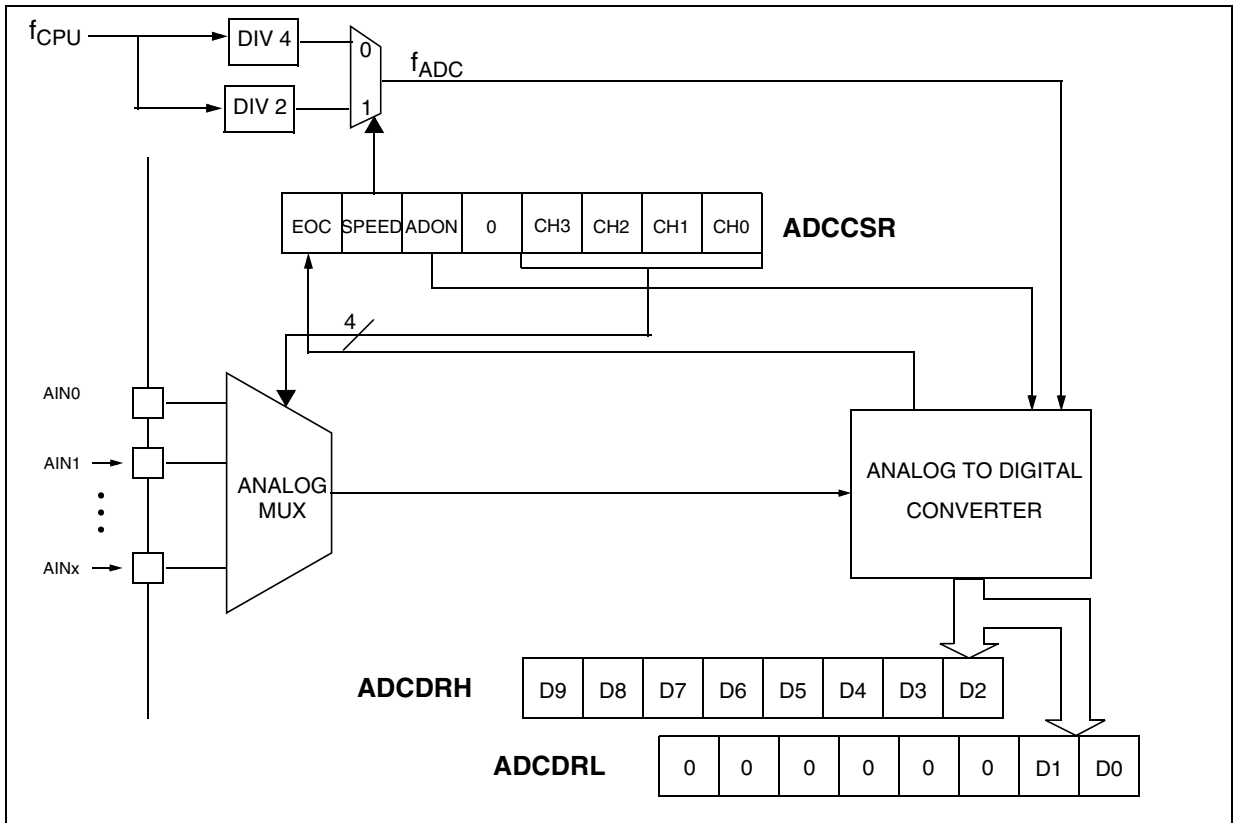 fCPU
DIV 4
0
fADC
DIV 2
1
EOC SPEED ADON 0 CH3 CH2 CH1 CH0 ADCCSR
4
AIN0
AIN1
AINx
ANALOG
MUX
ANALOG TO DIGITAL
CONVERTER
ADCDRH D9 D8 D7 D6 D5 D4 D3 D2
ADCDRL 0 0 0 0 0 0 D1 D0